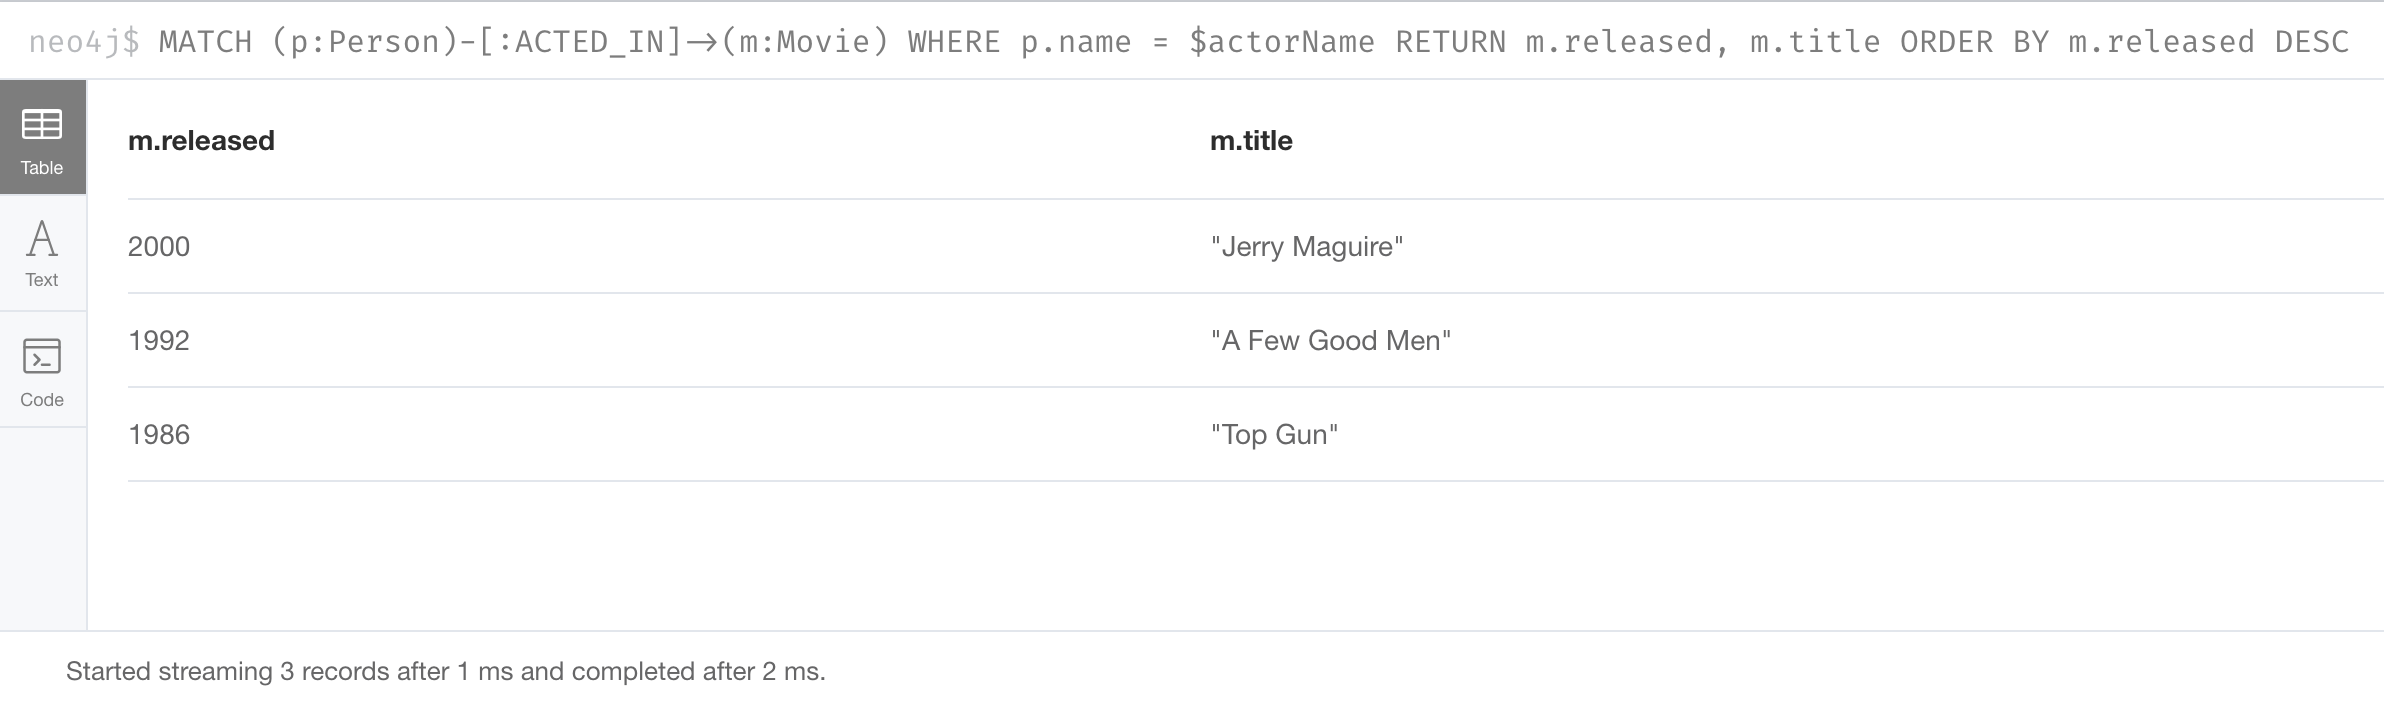 neo4j$ MATCH (p:Person)-[:ACTED_IN]->(m:Movie) WHERE p.name = $actorName RETURN m.released, m.title ORDER BY m.released DESC
Table
m.released m.title
2000 "Jerry Maguire"
Text
1992 "A Few Good Men"
Code
1986 "Top Gun"
Started streaming 3 records after 1 ms and completed after 2 ms.